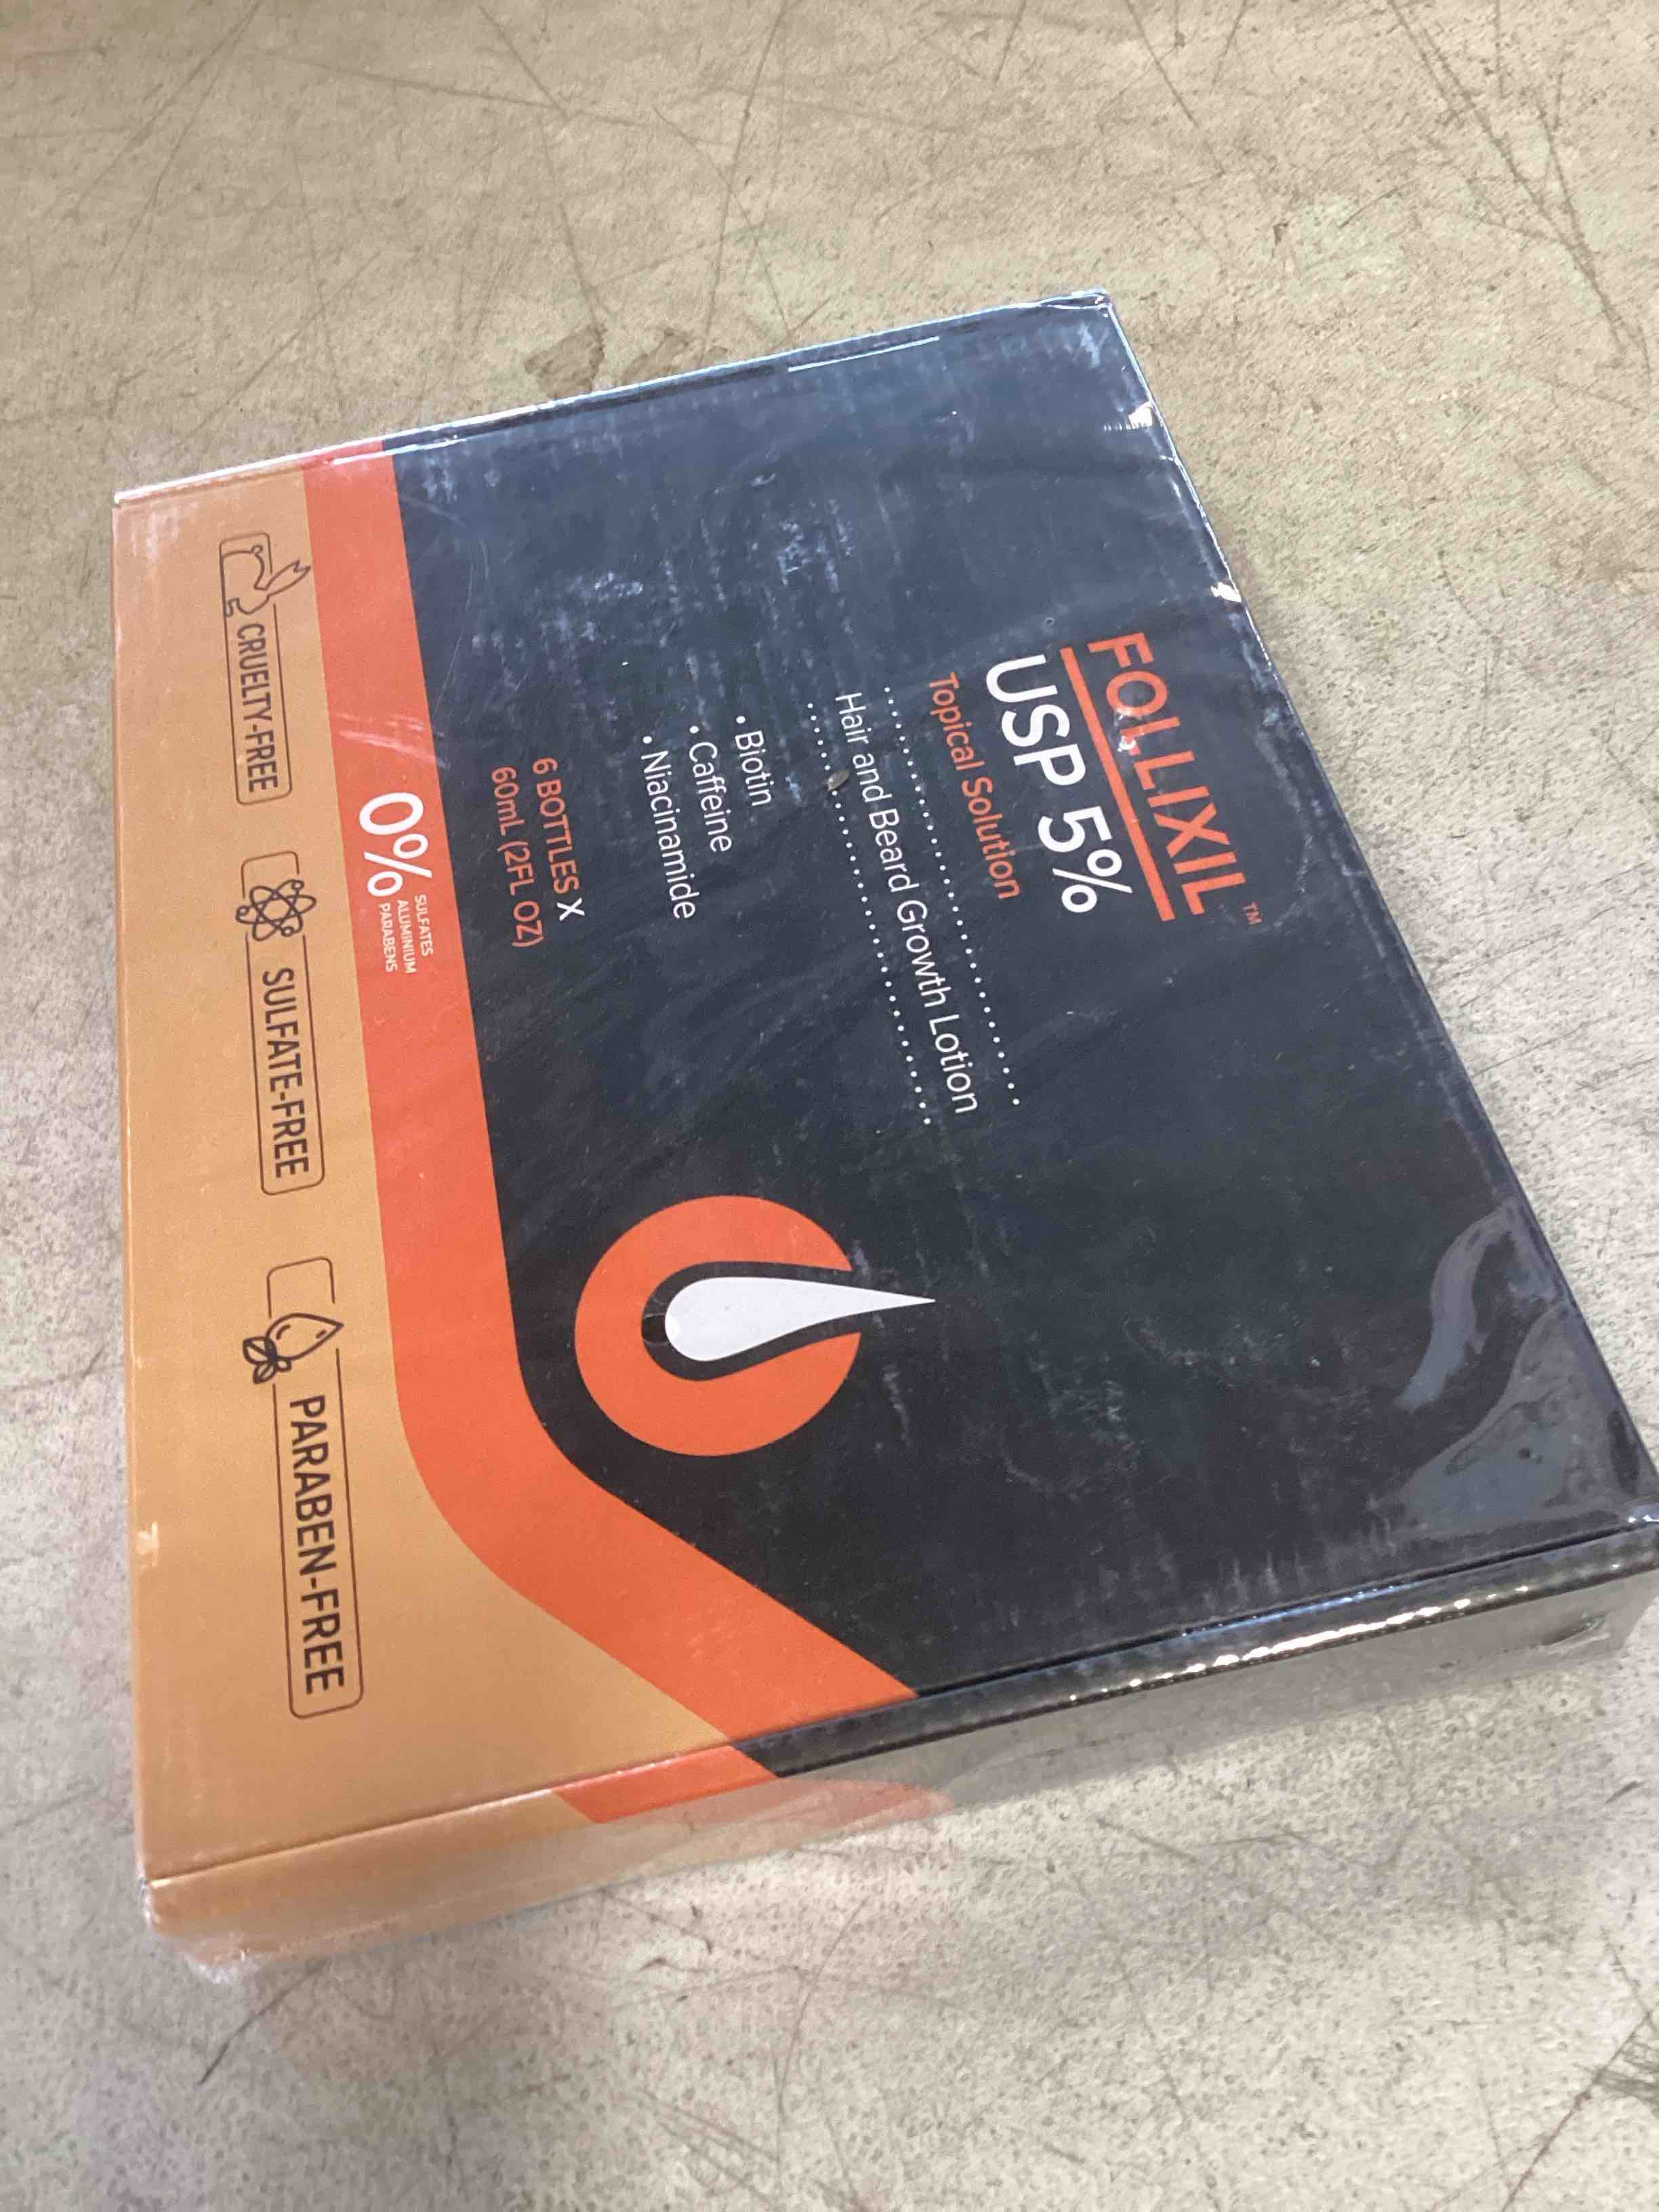 FOLLIXIL™
USP 5%
Topical Solution
Hair and Beard Growth Lotion
• Biotin
• Caffeine
• Niacinamide
6 BOTTLES X
60mL (2FL OZ)
0%
SULFATES
ALUMINIUM
PARABENS
CRUELTY-FREE
SULFATE-FREE
PARABEN-FREE